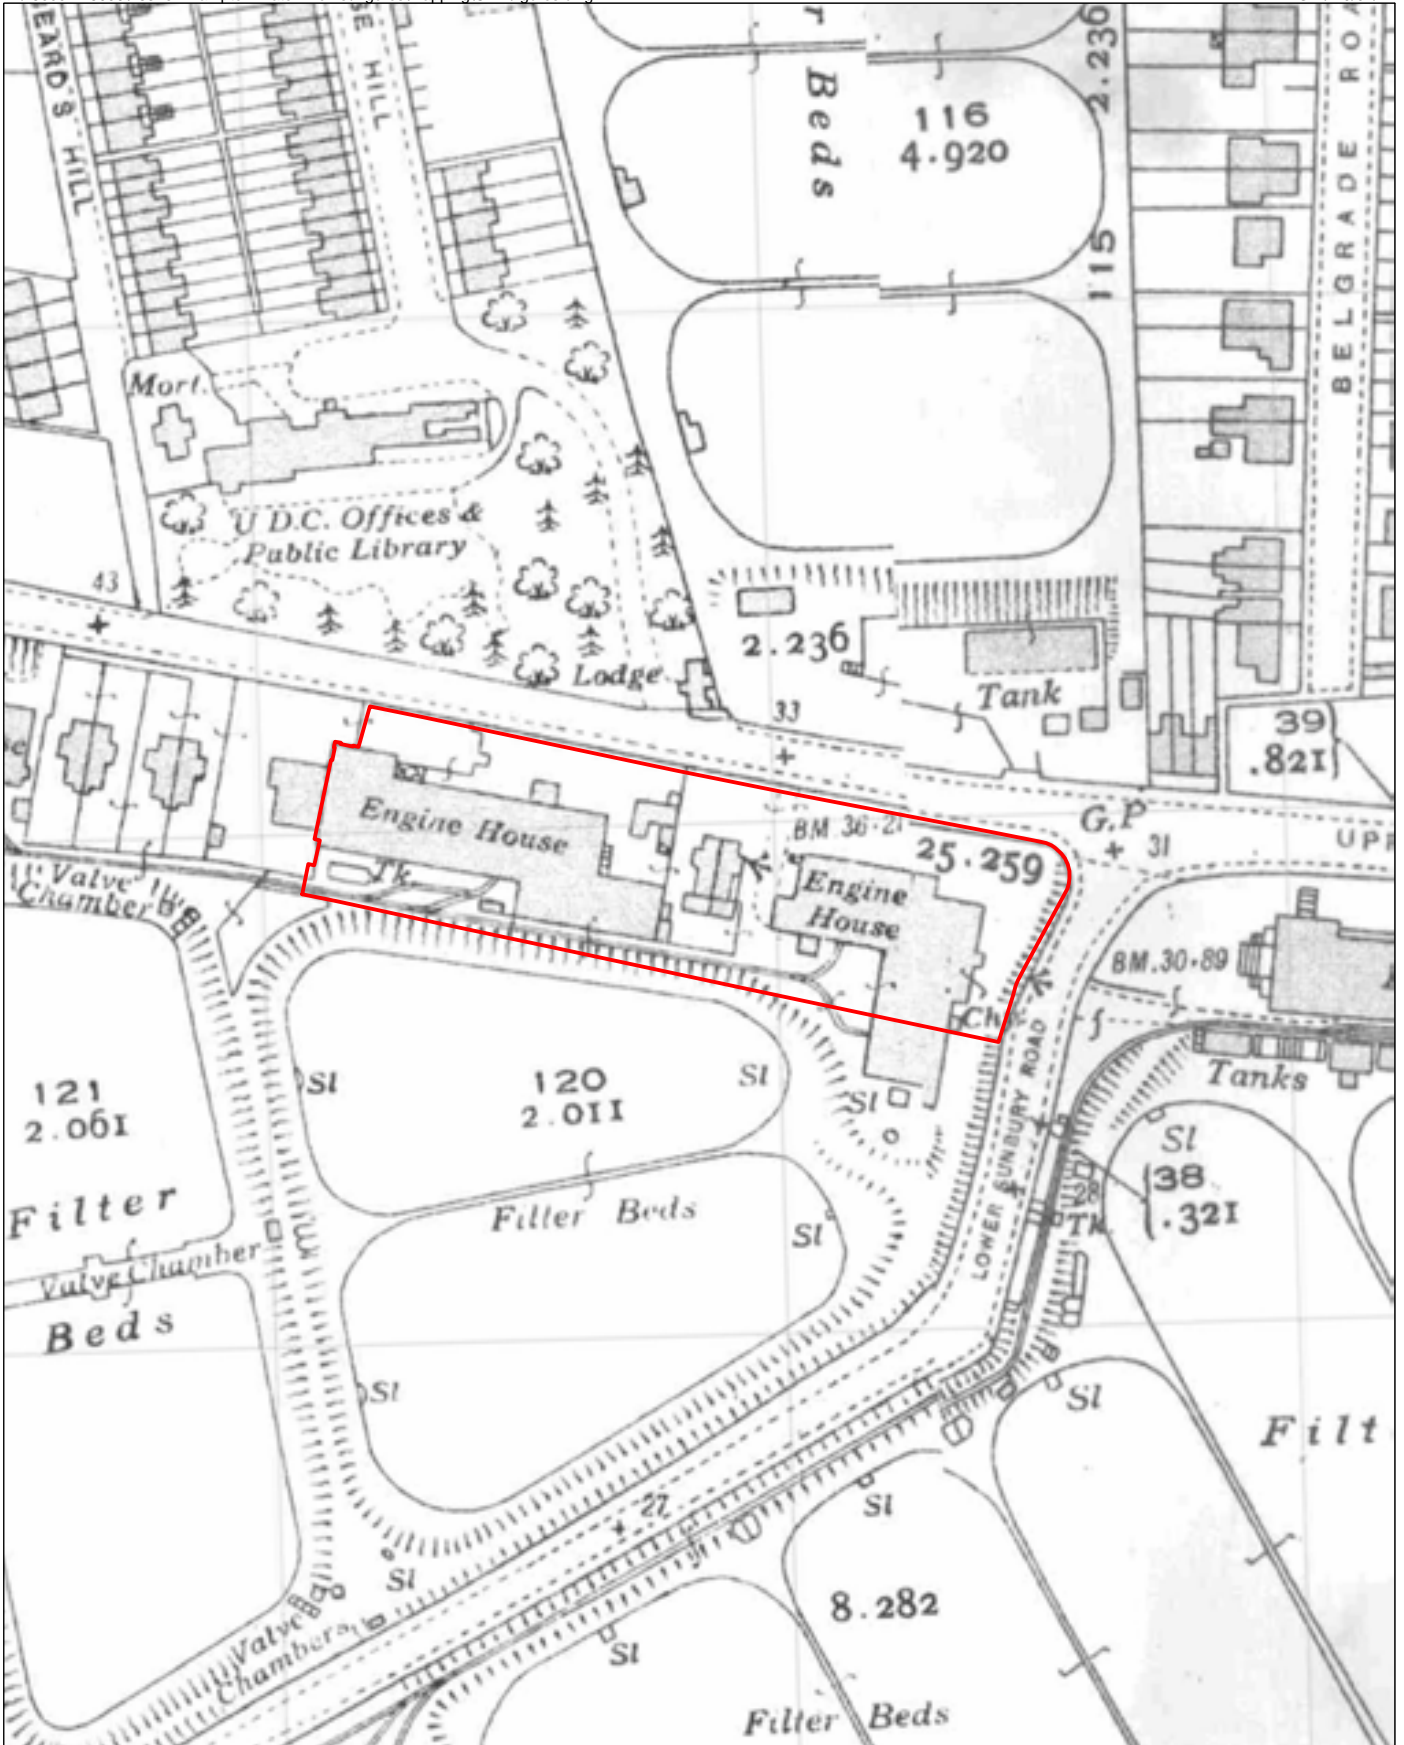 BEARD'S HILL
SE HILL
r
Beds
116
4.920
2.236
115
BELGRADE ROA
Mort.
U D.C. Offices &
Public Library
43
Lodge
2.236
Tank
33
39
.821
Engine House
Tk.
BM 36.2
25.259
G.P
31
UPP
Engine
House
Valve
Chamber
BM.30.89
Ch
LOWER SUNBURY ROAD
Tanks
121
2.061
Sl
120
2.011
Sl
Sl
Sl
38
.321
28
Tk.
Filter
Filter Beds
Sl
Valve Chamber
Beds
Sl
Sl
Filt
27
Sl
Sl
8.282
Valve
Chambers
Sl
Filter Beds